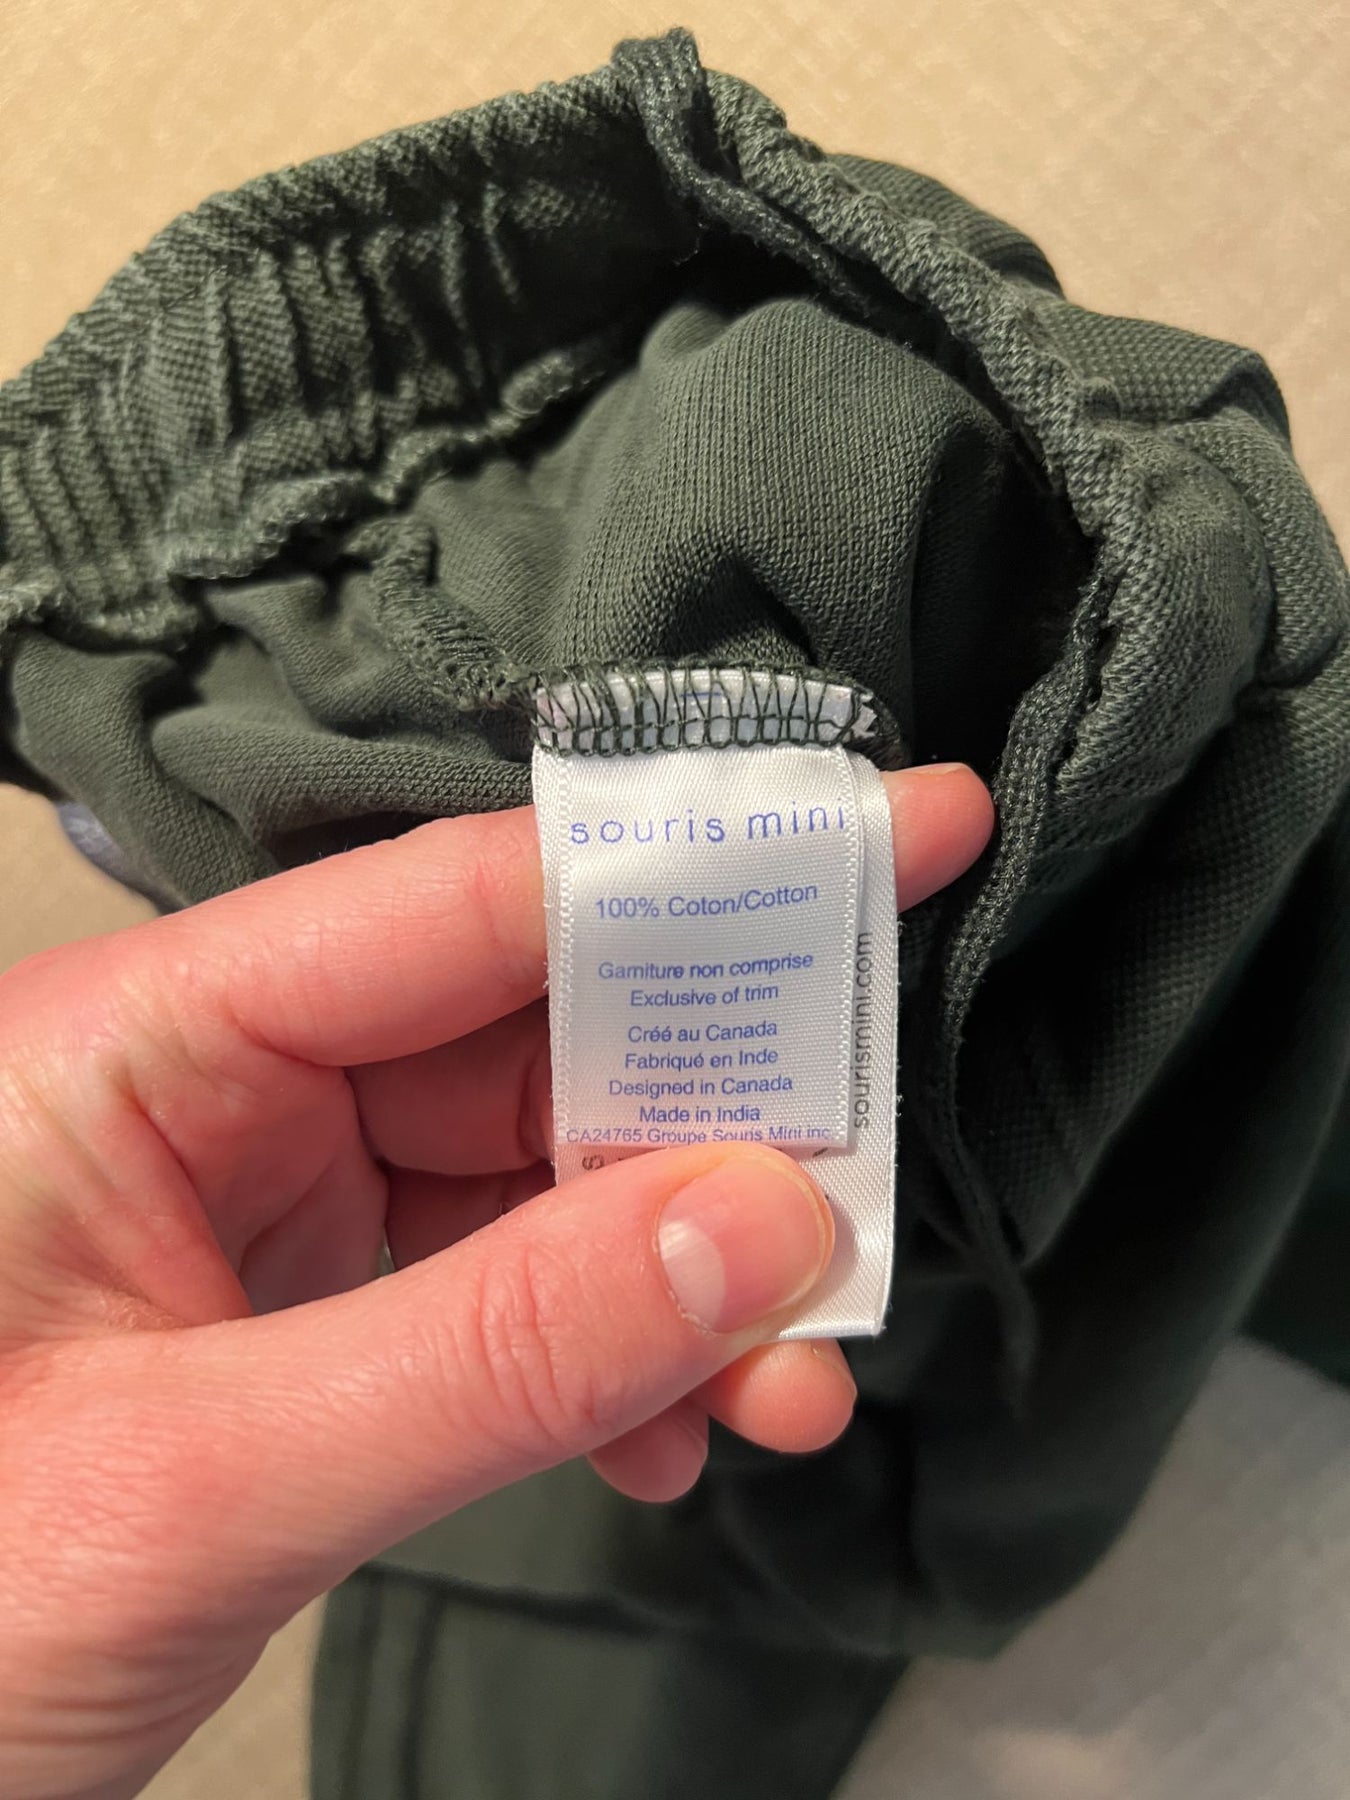 souris mini
100% Coton/Cotton
Garniture non comprise
Exclusive of trim
Créé au Canada
Fabriqué en Inde
Designed in Canada
Made in India
CA24765 Groupe Souris Mini inc
sourismini.com